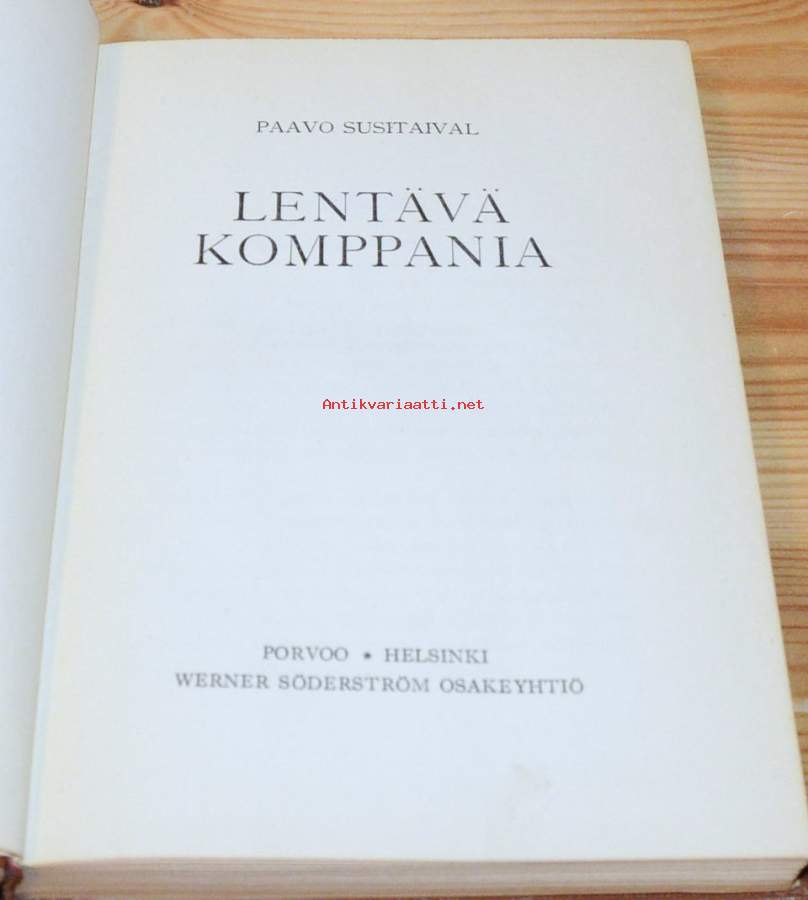 PAAVO SUSITAIVAL
LENTÄVÄ
KOMPPANIA
Antikvariaatti.net
PORVOO • HELSINKI
WERNER SÖDERSTRÖM OSAKEYHTIÖ